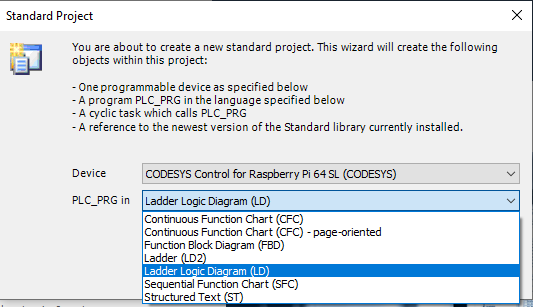 Standard Project
You are about to create a new standard project. This wizard will create the following
objects within this project:
- One programmable device as specified below
- A program PLC_PRG in the language specified below
- A cyclic task which calls PLC_PRG
- A reference to the newest version of the Standard library currently installed.
Device
CODESYS Control for Raspberry Pi 64 SL (CODESYS)
PLC_PRG in
Ladder Logic Diagram (LD)
Continuous Function Chart (CFC)
Continuous Function Chart (CFC) - page-oriented
Function Block Diagram (FBD)
Ladder (LD2)
Ladder Logic Diagram (LD)
Sequential Function Chart (SFC)
Structured Text (ST)